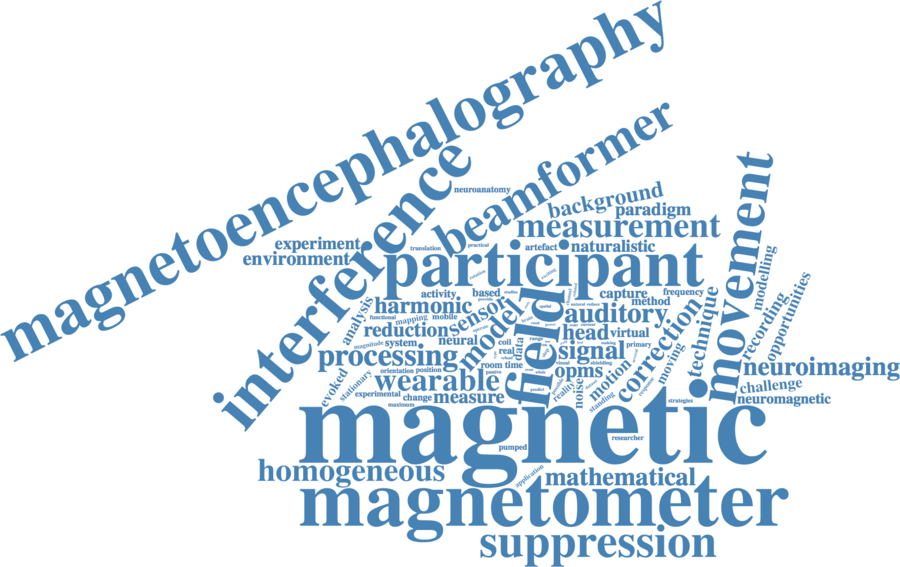 magnetoencephalography
interference
beamformer
neuroanatomy
background
paradigm
measurement
experiment
environment
translation
practical
artefact
naturalistic
participant
movement
modelling
recording
opportunities
activity
based
capture
frequency
harmonic
sensor
model
field
method
auditory
technique
analysis
functional
mapping
mobile
reduction
neural
head
virtual
correction
magnitude
system
coil
real
data
range
primary
processing
signal
moving
room time
shielding
neuroimaging
evoked
stationary
orientation
position
wearable
opms
motion
reality
noise
standing
response
challenge
experimental
change
measure
maximum
predict
strategies
neuromagnetic
magnetic
researcher
pumped
homogeneous
application
mathematical
magnetometer
suppression